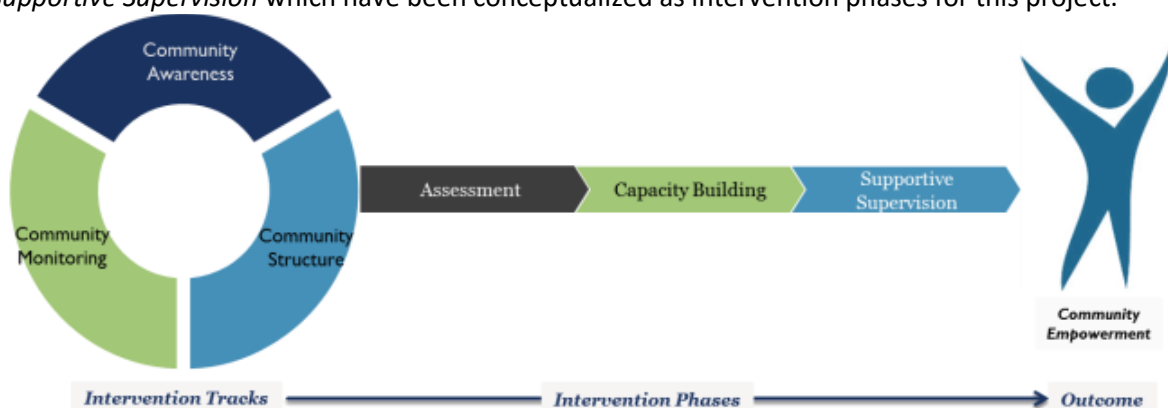 Supportive Supervision which have been conceptualized as intervention phases for this project.
Community
Awareness
Community
Monitoring
Community
Structure
Assessment
Capacity Building
Supportive
Supervision
Community
Empowerment
Intervention Tracks
Intervention Phases
Outcome